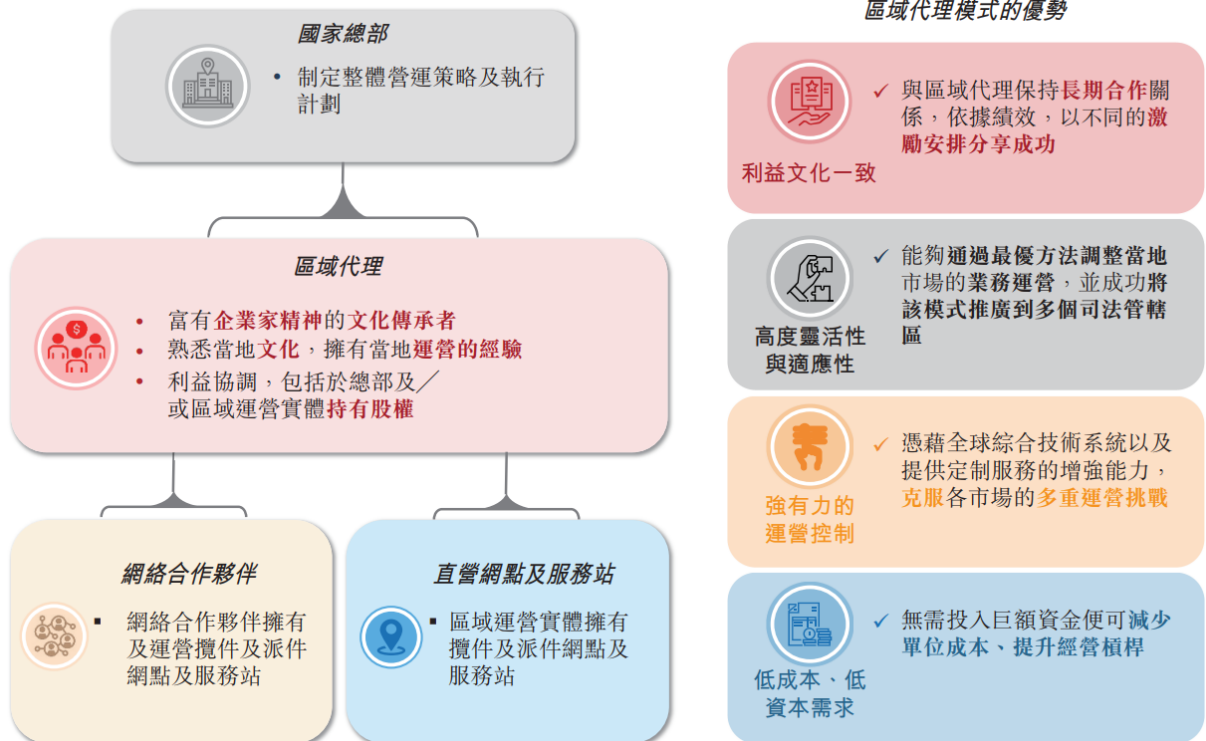 國家總部
• 制定整體營運策略及執行
計劃
區域代理
• 富有企業家精神的文化傳承者
• 熟悉當地文化，擁有當地運營的經驗
• 利益協調，包括於總部及╱
或區域運營實體持有股權
網絡合作夥伴
▪ 網絡合作夥伴擁有
及運營攬件及派件
網點及服務站
直營網點及服務站
▪ 區域運營實體擁有
攬件及派件網點及
服務站
區域代理模式的優勢
利益文化一致
✓ 與區域代理保持長期合作關
係，依據績效，以不同的激
勵安排分享成功
高度靈活性
與適應性
✓ 能夠通過最優方法調整當地
市場的業務運營，並成功將
該模式推廣到多個司法管轄
區
強有力的
運營控制
✓ 憑藉全球綜合技術系統以及
提供定制服務的增強能力，
克服各市場的多重運營挑戰
低成本、低
資本需求
✓ 無需投入巨額資金便可減少
單位成本、提升經營槓桿